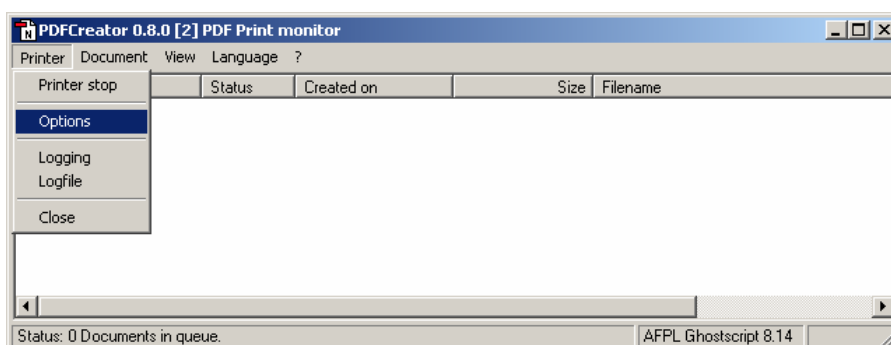 PDFCreator 0.8.0 [2] PDF Print monitor
Printer Document View Language ?
Printer stop
Status Created on Size Filename
Options
Logging
Logfile
Close
Status: 0 Documents in queue. AFPL Ghostscript 8.14